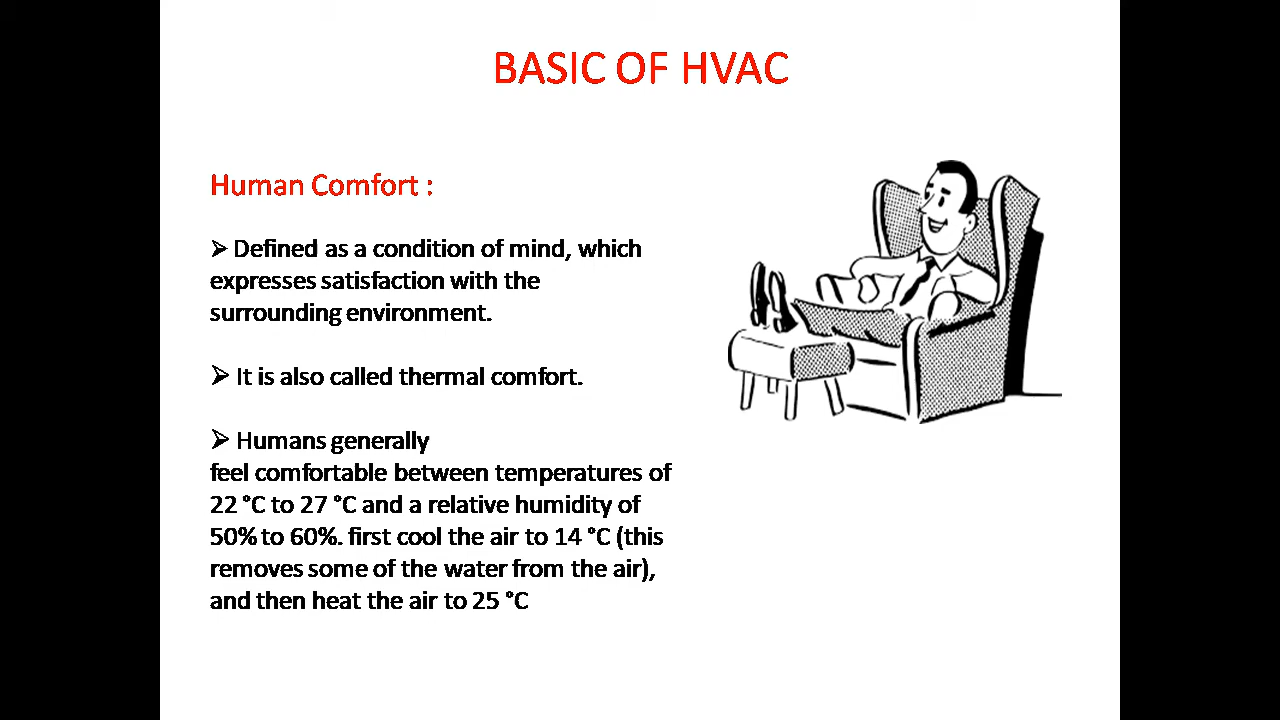 BASIC OF HVAC
Human Comfort :
➢ Defined as a condition of mind, which
expresses satisfaction with the
surrounding environment.
➢ It is also called thermal comfort.
➢ Humans generally
feel comfortable between temperatures of
22 °C to 27 °C and a relative humidity of
50% to 60%. first cool the air to 14 °C (this
removes some of the water from the air),
and then heat the air to 25 °C